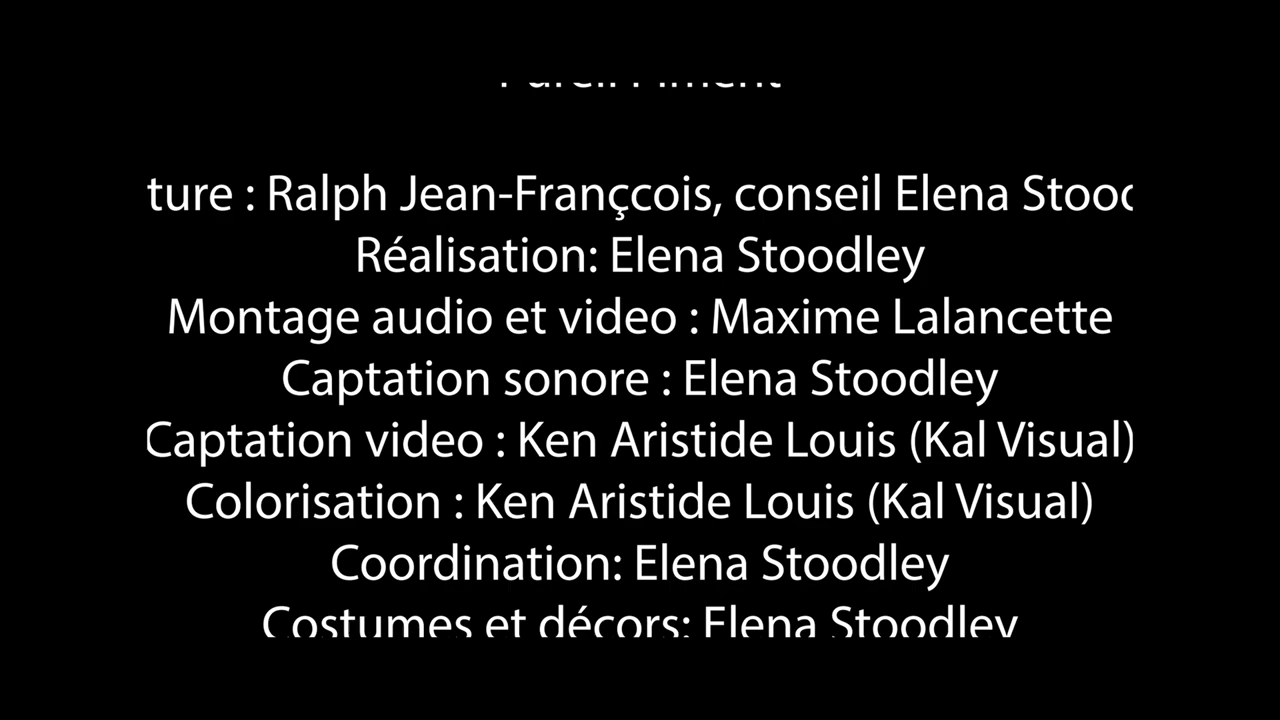 ture : Ralph Jean-Françcois, conseil Elena
Réalisation: Elena Stoodley
Montage audio et video : Maxime Lalancette
Captation sonore : Elena Stoodley
Captation video : Ken Aristide Louis (Kal Visual)
Colorisation : Ken Aristide Louis (Kal Visual)
Coordination: Elena Stoodley
Costumes et décors: Elena Stoodley